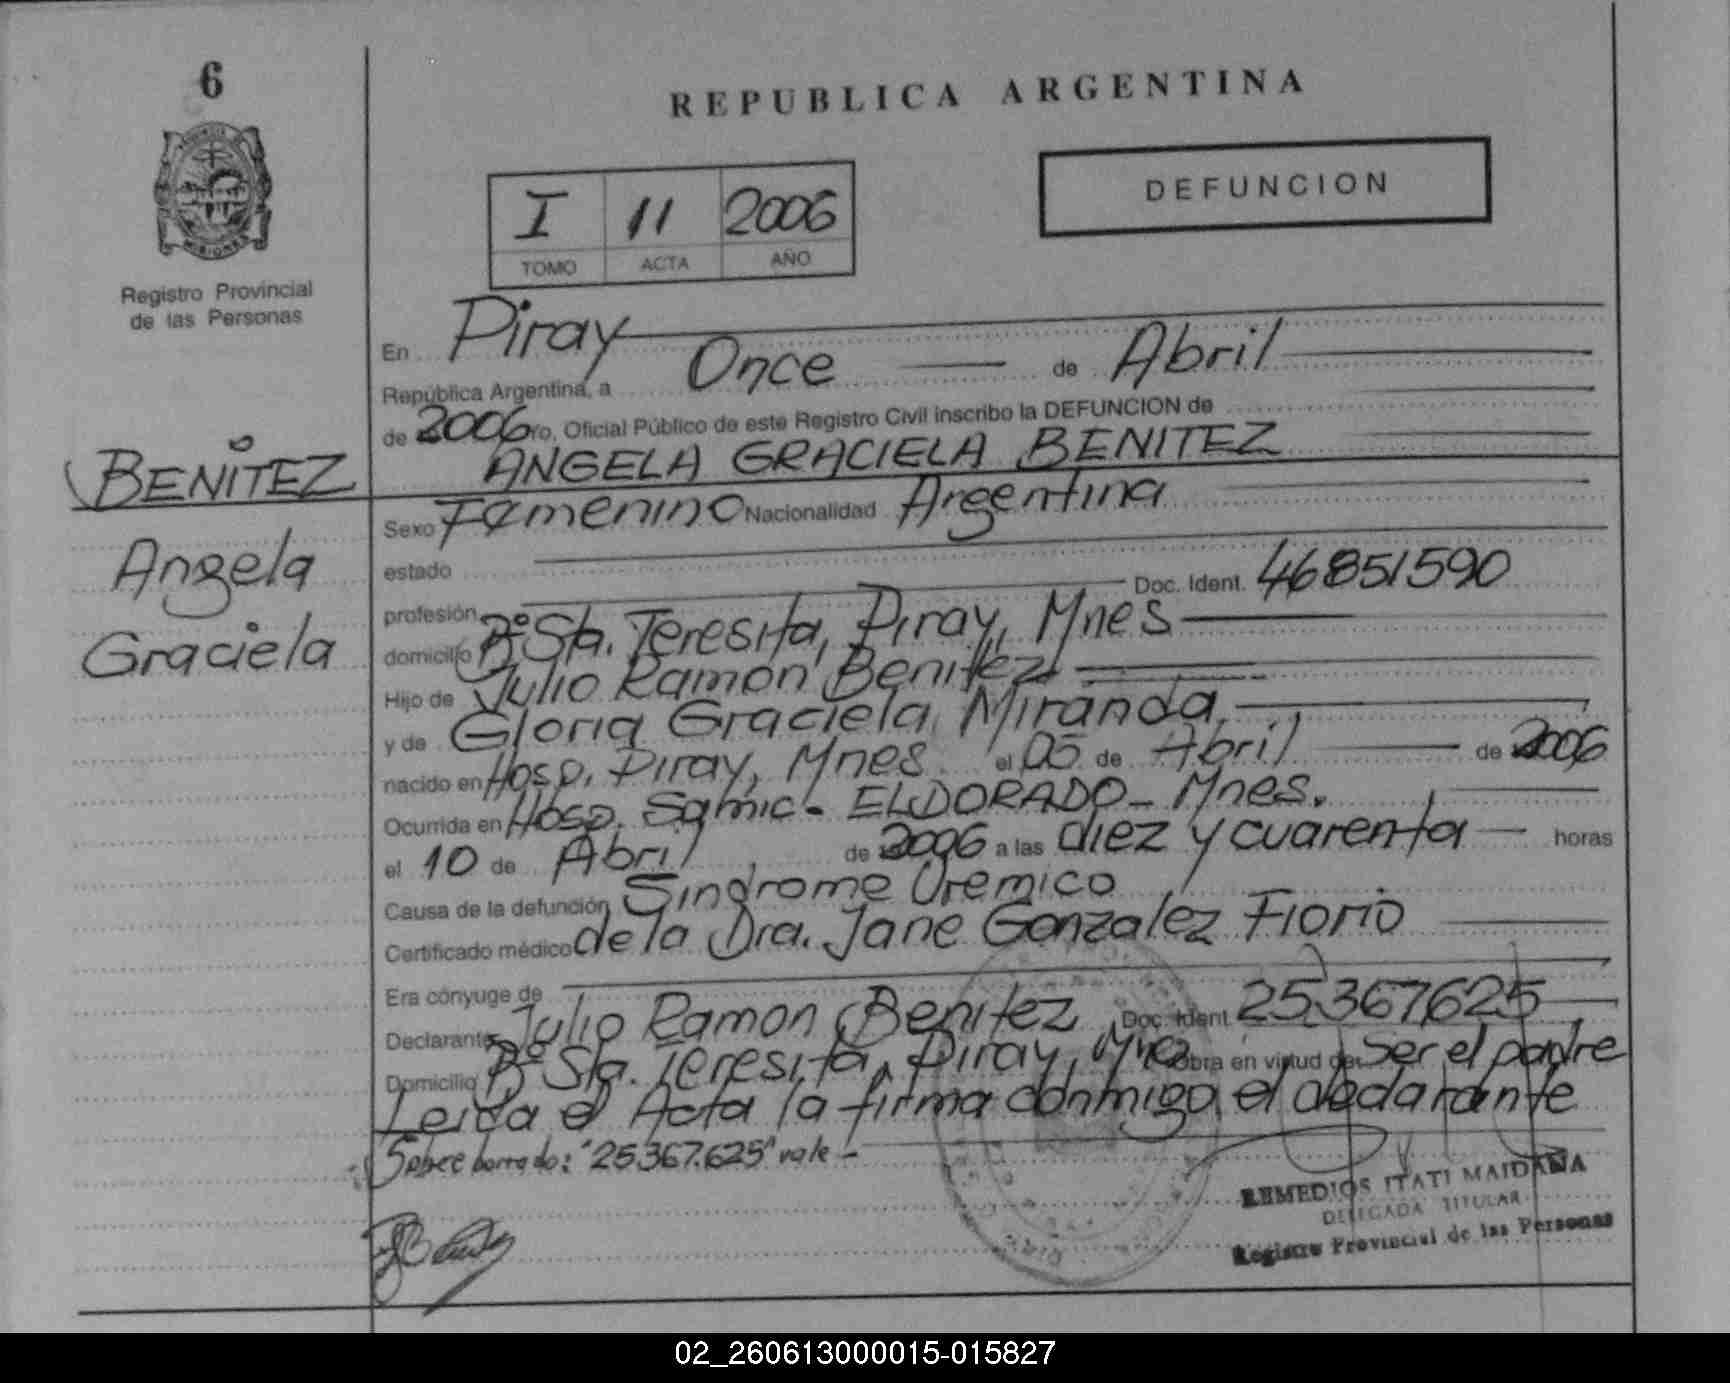 6
REPUBLICA ARGENTINA
PROVINCIA
MISIONES
Registro Provincial
de las Personas
I 11 2006
TOMO ACTA AÑO
DEFUNCION
En Piray
República Argentina, a Once de Abril
de 2006 Yo, Oficial Público de este Registro Civil inscribo la DEFUNCION de
ANGELA GRACIELA BENITEZ
BENITEZ
Angela
Graciela
Sexo Femenino Nacionalidad Argentina
estado
profesión Doc. Ident. 46851590
domicilio Bº Sta. Teresita, Piray, Mnes
Hijo de Julio Ramon Benitez
y de Gloria Graciela Miranda,
nacido en Hosp. Piray, Mnes el 05 de Abril de 2006
Ocurrida en Hosp. Samic - ELDORADO - Mnes.
el 10 de Abril de 2006 a las diez y cuarenta horas
Causa de la defunción Sindrome Uremico
Certificado médico de la Dra. Jane Gonzalez Fiorio
Era cónyuge de
Declarante Julio Ramon Benitez Doc. Ident. 25.367.625
Domicilio Bº Sta. Teresita, Piray, Mnes obra en virtud de Ser el padre
Leida el Acta la firma conmigo el declarante
Sobre borrado: "25.367.625" vale -
REMEDIOS ITATI MAIDANA
DELEGADA TITULAR
Registro Provincial de las Personas
02_260613000015-015827